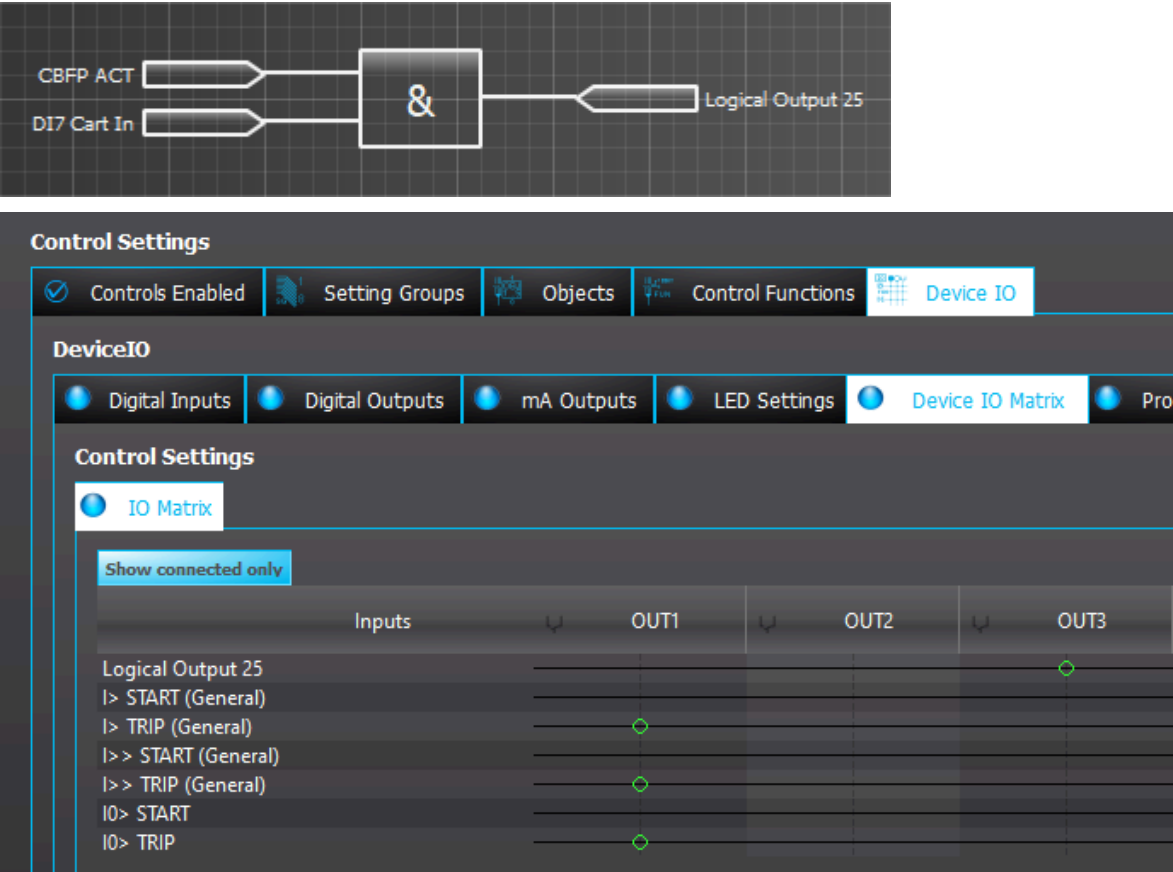 CBFP ACT
&
Logical Output 25
DI7 Cart In
Control Settings
Controls Enabled Setting Groups Objects Control Functions Device IO
DeviceIO
Digital Inputs Digital Outputs mA Outputs LED Settings Device IO Matrix Pro
Control Settings
IO Matrix
Show connected only
Inputs OUT1 OUT2 OUT3
Logical Output 25
I> START (General)
I> TRIP (General)
I>> START (General)
I>> TRIP (General)
I0> START
I0> TRIP